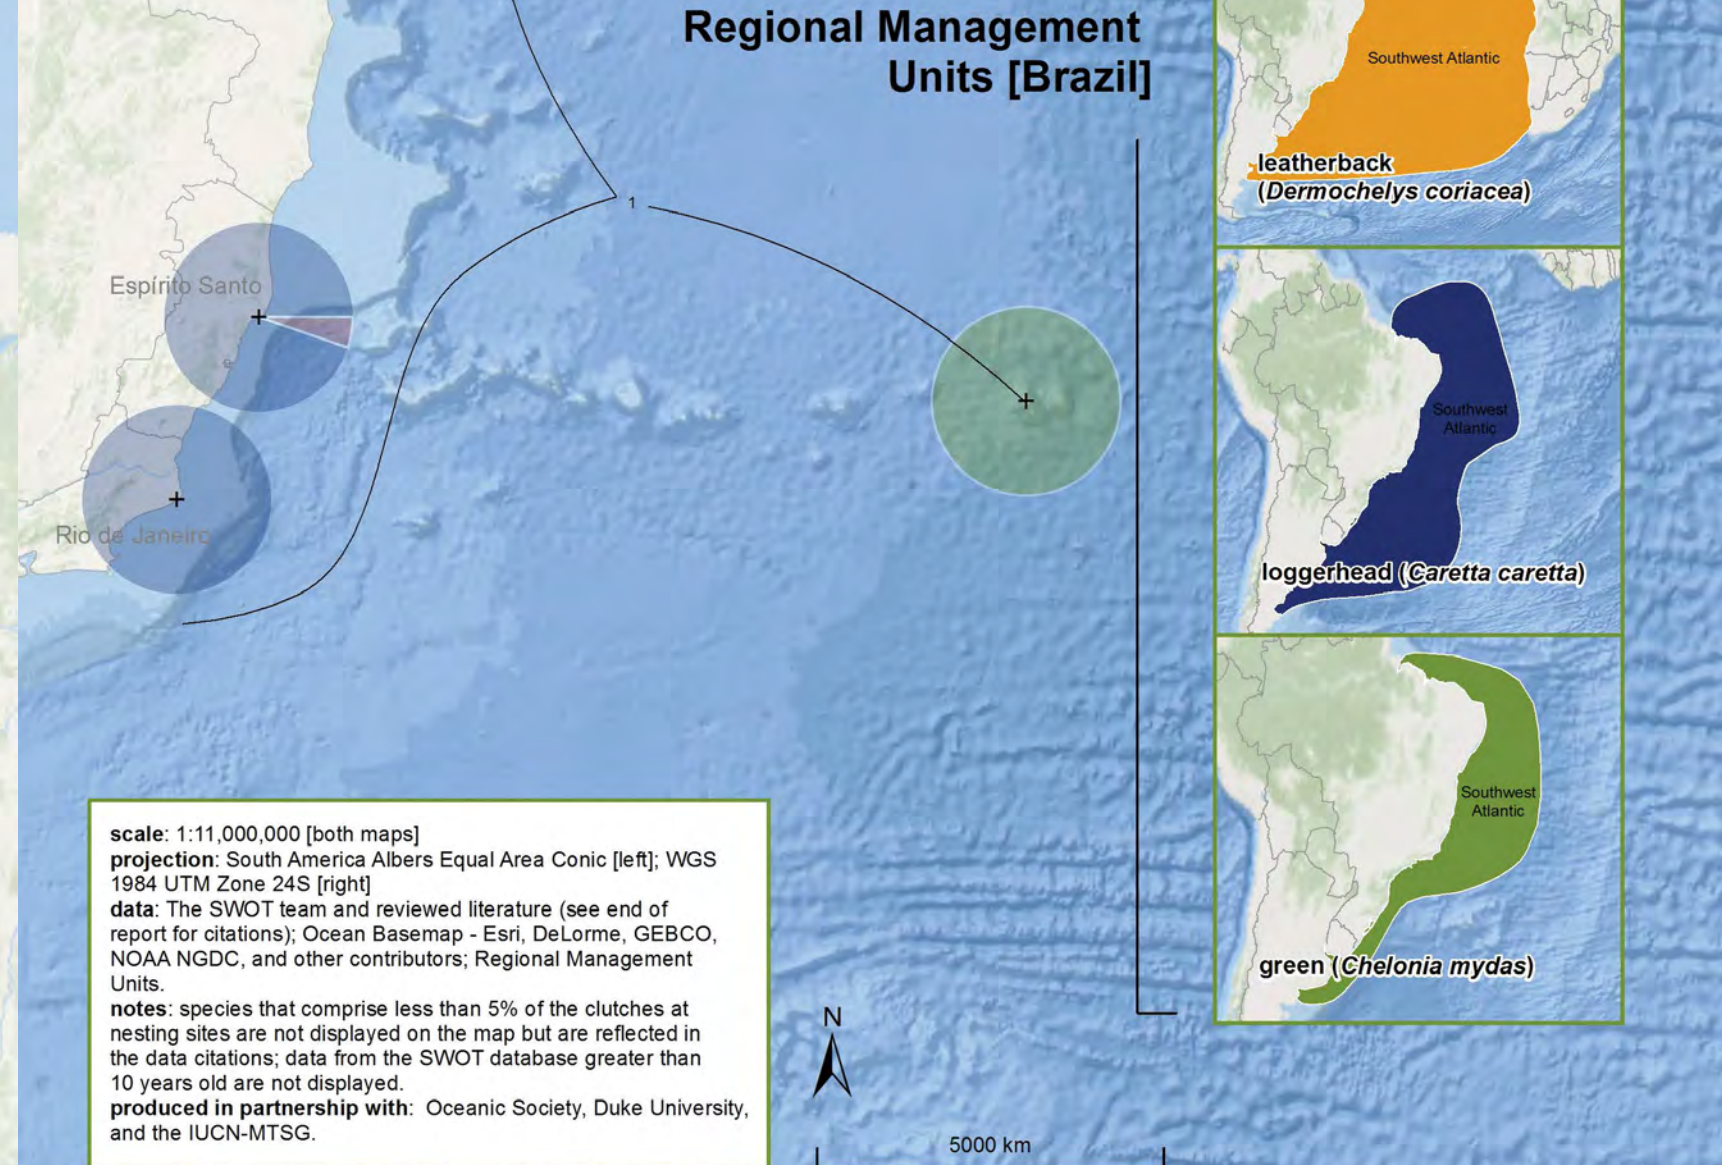 Regional Management
Units [Brazil]
Southwest Atlantic
leatherback
(Dermochelys coriacea)
1
Espírito Santo
Rio de Janeiro
Southwest
Atlantic
loggerhead (Caretta caretta)
Southwest
Atlantic
green (Chelonia mydas)
scale: 1:11,000,000 [both maps]
projection: South America Albers Equal Area Conic [left]; WGS
1984 UTM Zone 24S [right]
data: The SWOT team and reviewed literature (see end of
report for citations); Ocean Basemap - Esri, DeLorme, GEBCO,
NOAA NGDC, and other contributors; Regional Management
Units.
notes: species that comprise less than 5% of the clutches at
nesting sites are not displayed on the map but are reflected in
the data citations; data from the SWOT database greater than
10 years old are not displayed.
produced in partnership with: Oceanic Society, Duke University,
and the IUCN-MTSG.
N
5000 km